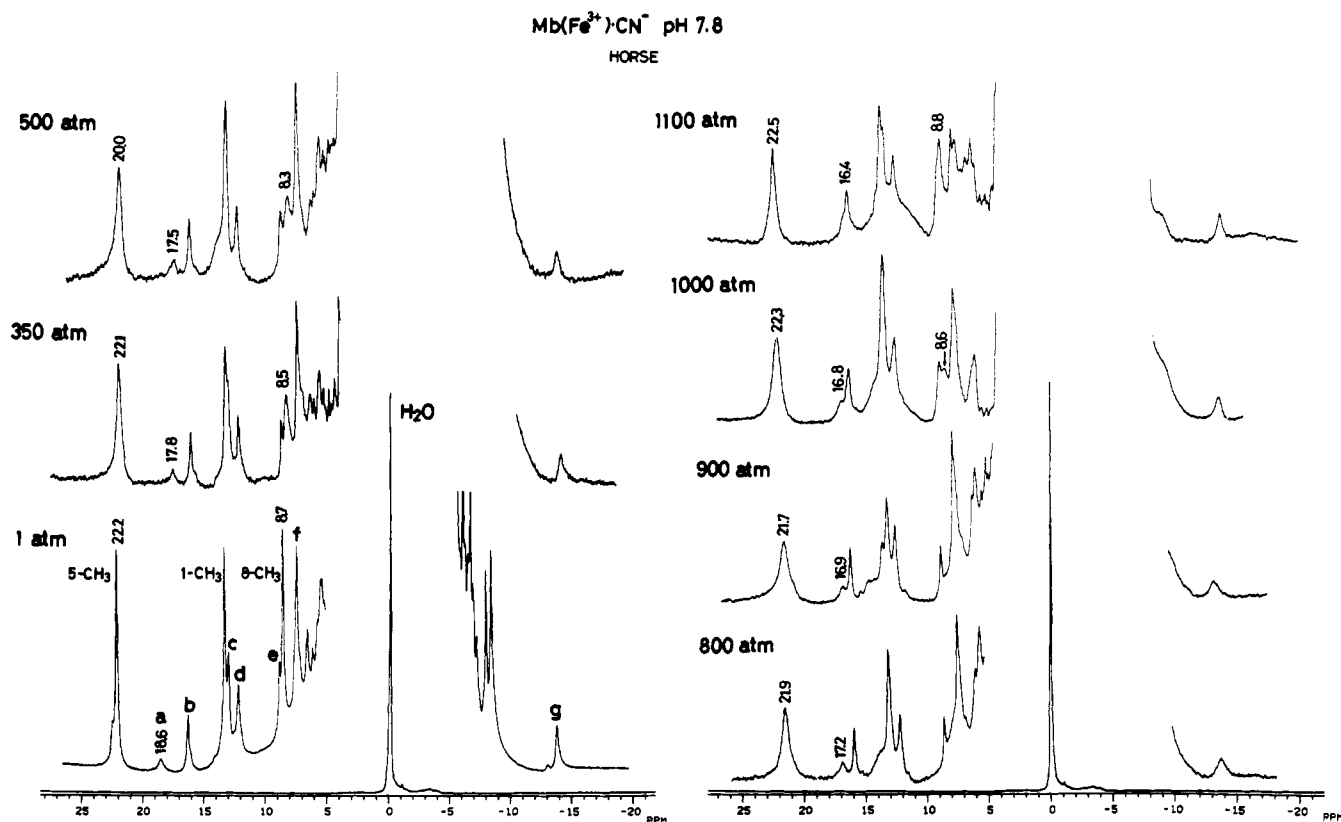 Mb(Fe³⁺)·CN⁻ pH 7.8
HORSE
500 atm
20.0
17.5
8.3
350 atm
22.1
17.8
8.5
1 atm
22.2
5-CH₃
18.6 a
b
1-CH₃
c
d
8-CH₃
e
8.7
f
H₂O
g
25 20 15 10 5 0 -5 -10 -15 -20 PPM
1100 atm
22.5
16.4
8.8
1000 atm
22.3
16.8
8.6
900 atm
21.7
16.9
800 atm
21.9
17.2
25 20 15 10 5 0 -5 -10 -15 -20 PPM